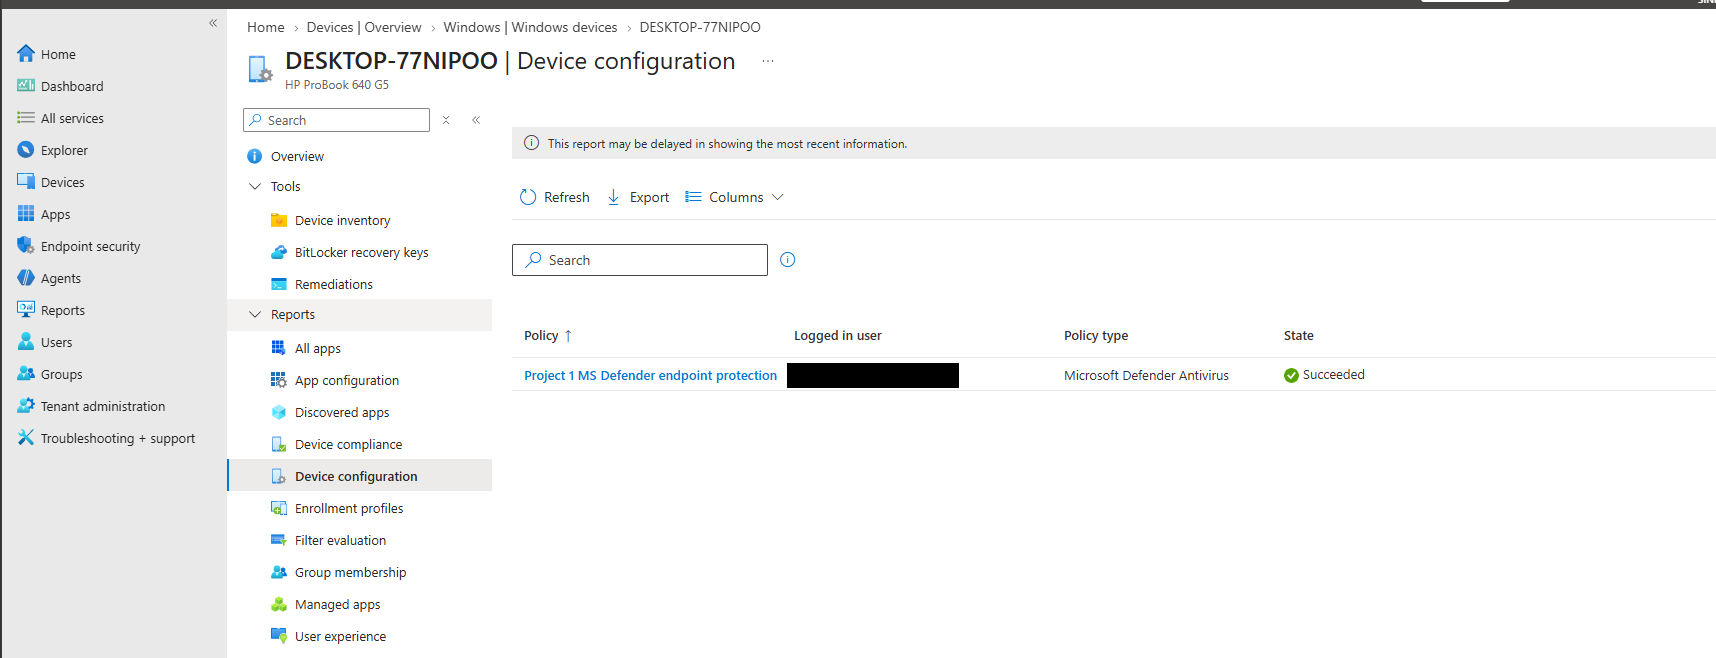 Home › Devices | Overview › Windows | Windows devices › DESKTOP-77NIPOO
DESKTOP-77NIPOO | Device configuration ...
HP ProBook 640 G5
Home
Dashboard
All services
Explorer
Devices
Apps
Endpoint security
Agents
Reports
Users
Groups
Tenant administration
Troubleshooting + support
Search
Overview
Tools
Device inventory
BitLocker recovery keys
Remediations
Reports
All apps
App configuration
Discovered apps
Device compliance
Device configuration
Enrollment profiles
Filter evaluation
Group membership
Managed apps
User experience
This report may be delayed in showing the most recent information.
Refresh Export Columns
Search
Policy ↑ Logged in user Policy type State
Project 1 MS Defender endpoint protection Microsoft Defender Antivirus Succeeded